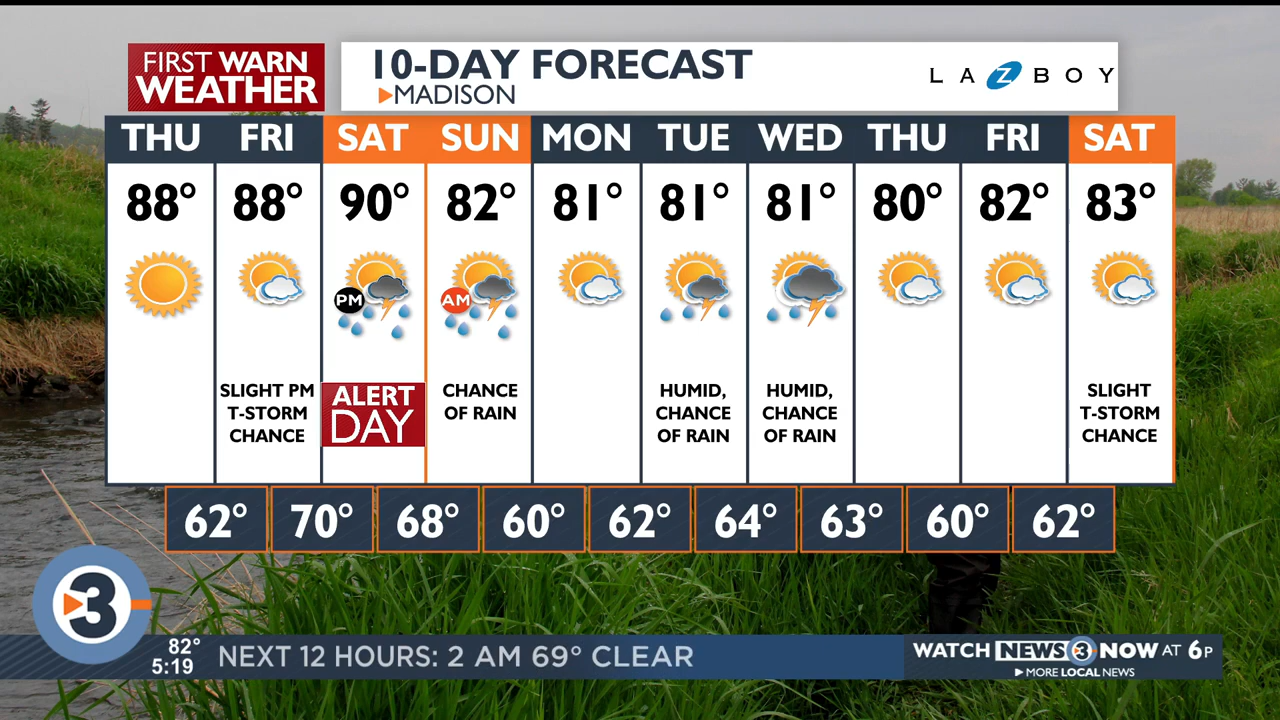 FIRST WARN
WEATHER
10-DAY FORECAST
MADISON
LA Z BOY
THU FRI SAT SUN MON TUE WED THU FRI SAT
88° 88° 90° 82° 81° 81° 81° 80° 82° 83°
PM AM
SLIGHT PM
T-STORM
CHANCE
ALERT
DAY
CHANCE
OF RAIN
HUMID,
CHANCE
OF RAIN
HUMID,
CHANCE
OF RAIN
SLIGHT
T-STORM
CHANCE
62° 70° 68° 60° 62° 64° 63° 60° 62°
3
82°
5:19
NEXT 12 HOURS: 2 AM 69° CLEAR
WATCH NEWS 3 NOW AT 6P
MORE LOCAL NEWS